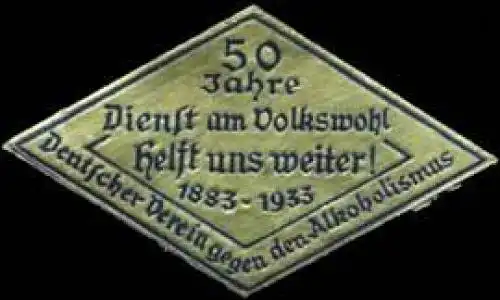 50
Jahre
Dienst am Volkswohl
Helft uns weiter!
1883-1933
Deutscher Verein gegen den Alkoholismus